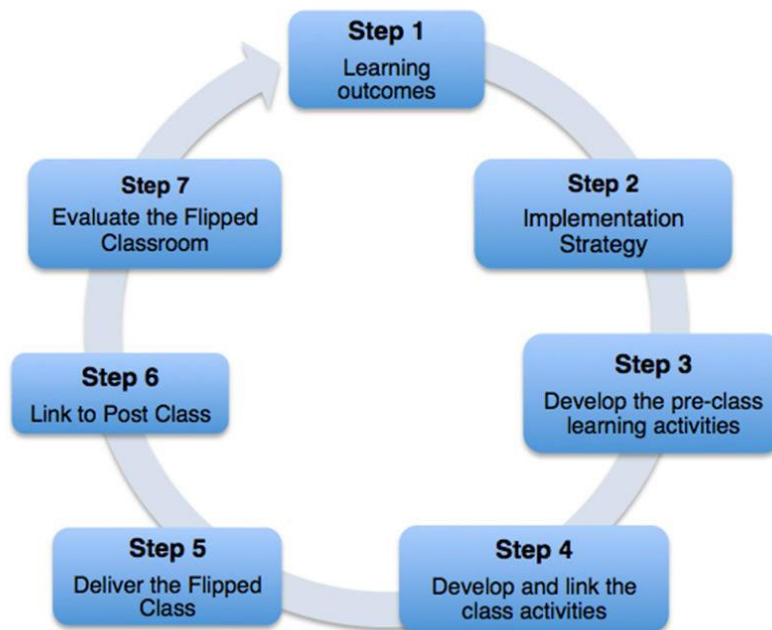 Step 1
Learning
outcomes
Step 2
Implementation
Strategy
Step 3
Develop the pre-class
learning activities
Step 4
Develop and link the
class activities
Step 5
Deliver the Flipped
Class
Step 6
Link to Post Class
Step 7
Evaluate the Flipped
Classroom